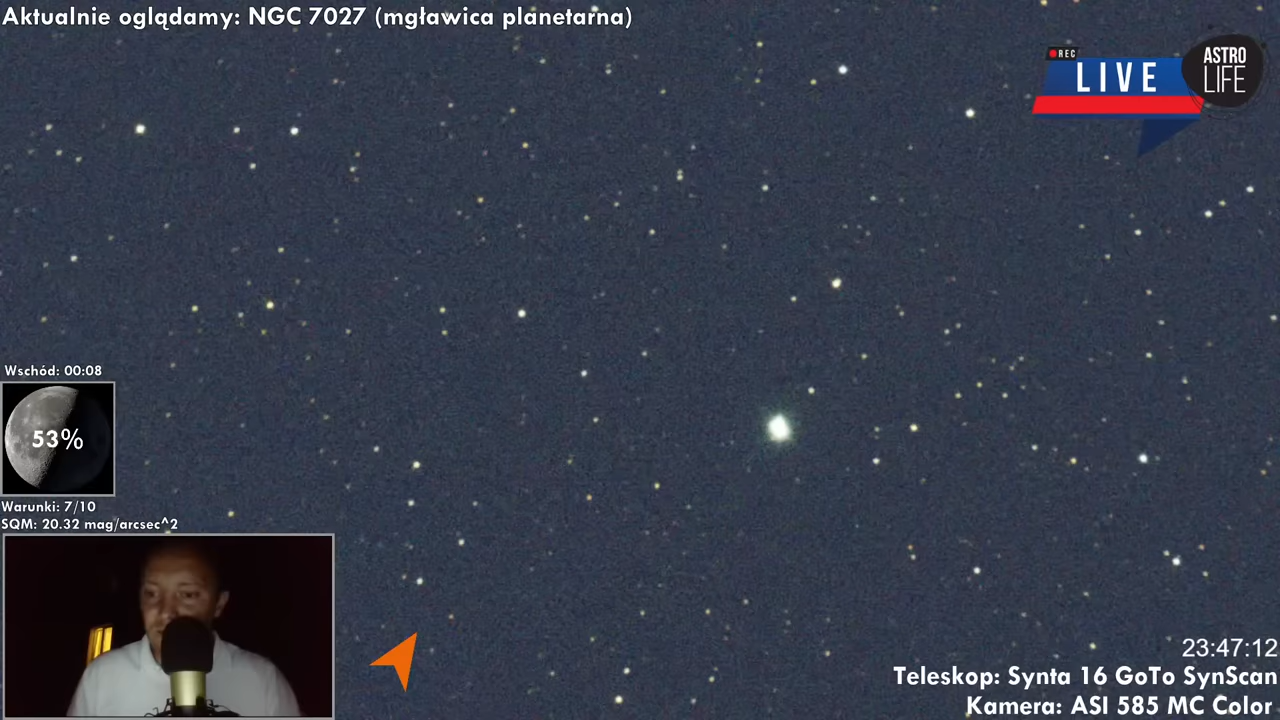 Aktualnie oglądamy: NGC 7027 (mgławica planetarna)
REC
LIVE
ASTRO
LIFE
Wschód: 00:08
53%
Warunki: 7/10
SQM: 20.32 mag/arcsec^2
23:47:12
Teleskop: Synta 16 GoTo SynScan
Kamera: ASI 585 MC Color